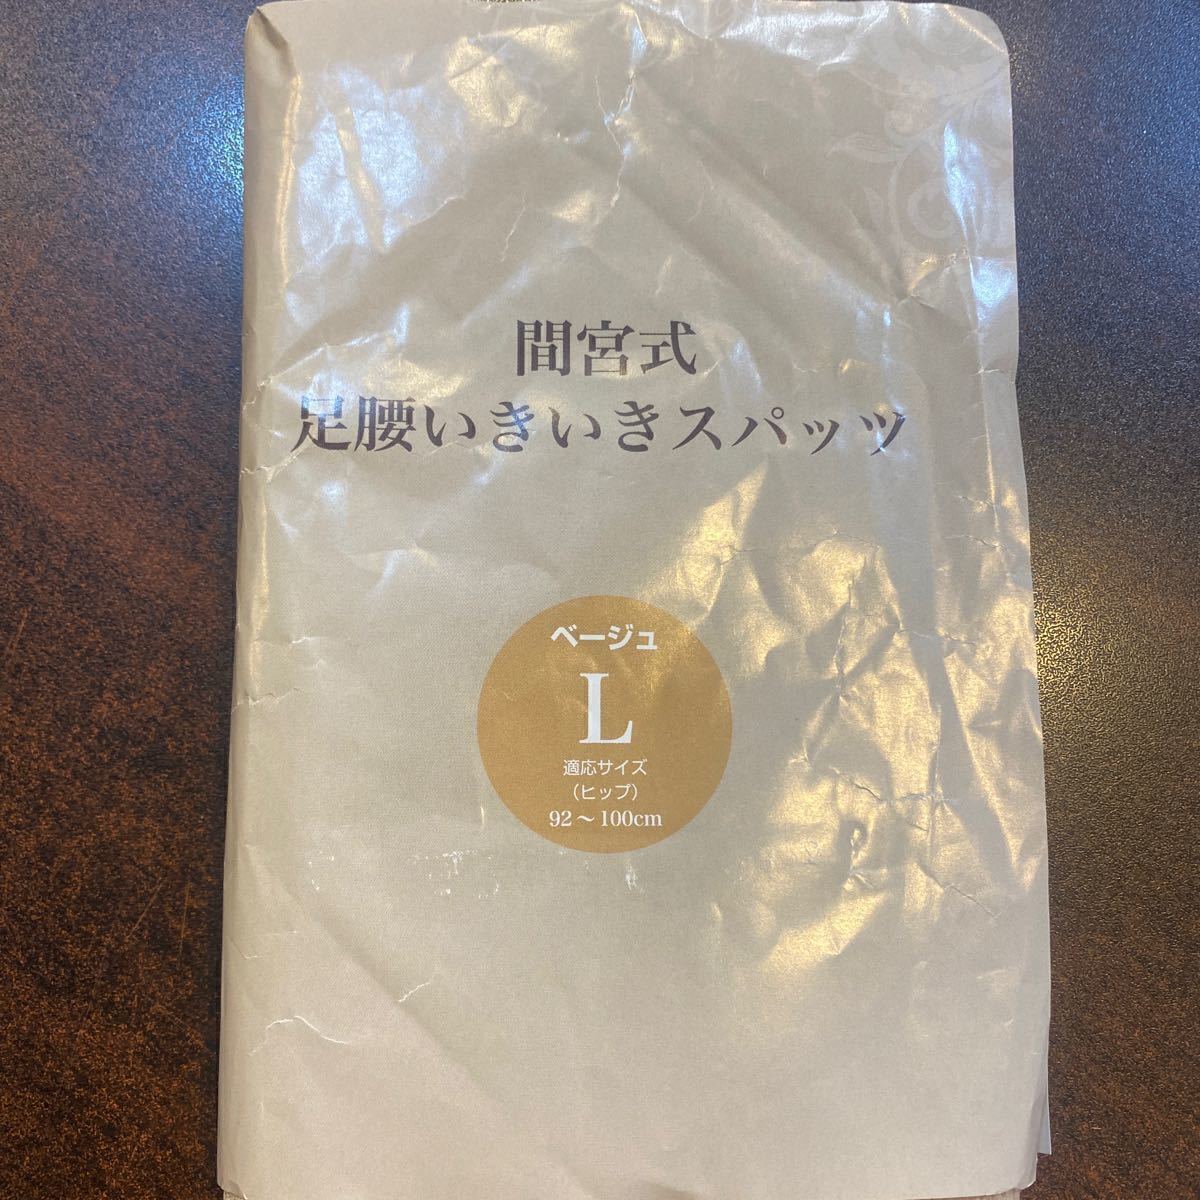 間宮式
足腰いきいきスパッツ
ベージュ
L
適応サイズ
（ヒップ）
92～100cm